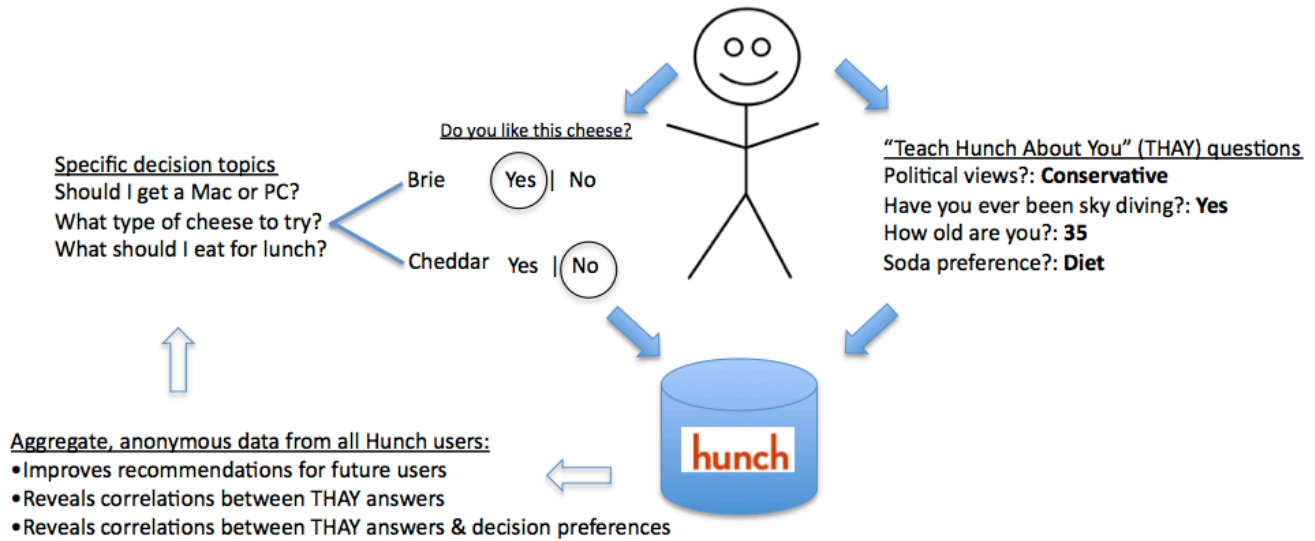 Do you like this cheese?
Specific decision topics
Should I get a Mac or PC?
What type of cheese to try?
What should I eat for lunch?
Brie Yes | No
Cheddar Yes | No
“Teach Hunch About You” (THAY) questions
Political views?: Conservative
Have you ever been sky diving?: Yes
How old are you?: 35
Soda preference?: Diet
hunch
Aggregate, anonymous data from all Hunch users:
•Improves recommendations for future users
•Reveals correlations between THAY answers
•Reveals correlations between THAY answers & decision preferences